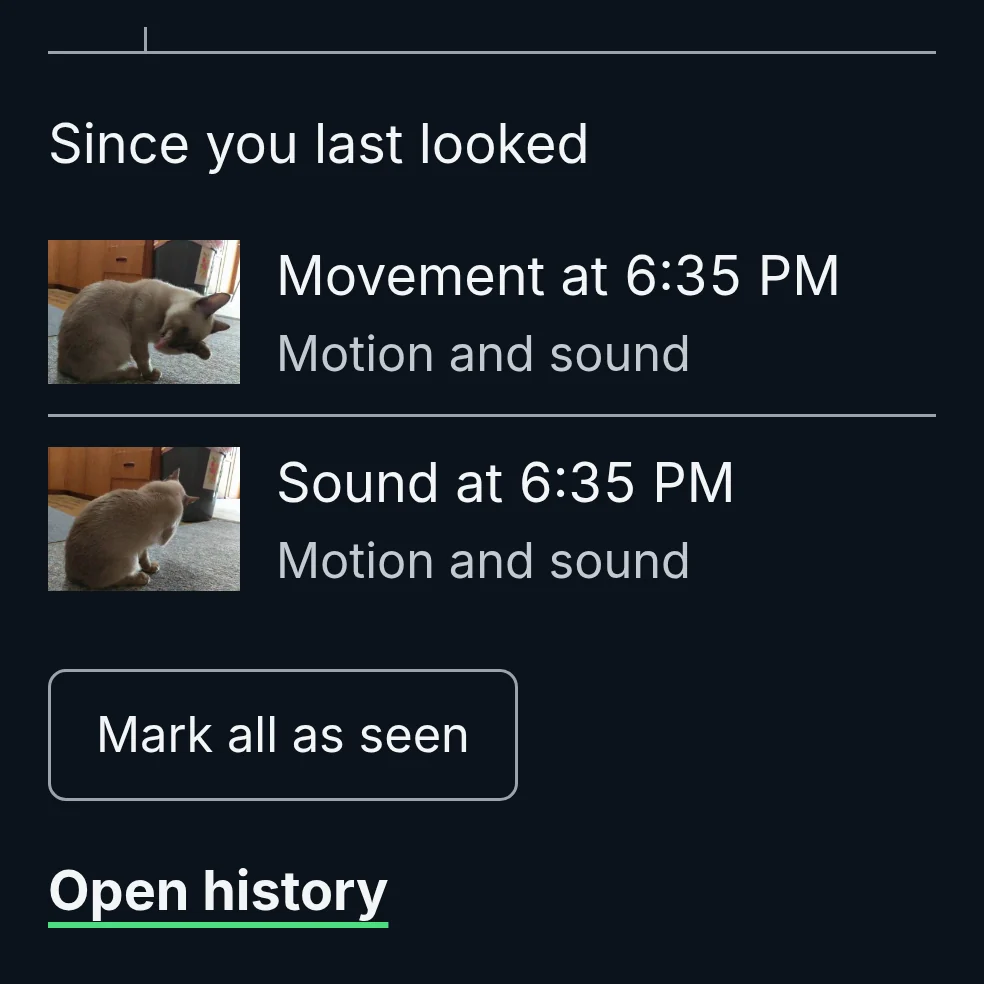 Since you last looked
Movement at 6:35 PM
Motion and sound
Sound at 6:35 PM
Motion and sound
Mark all as seen
Open history